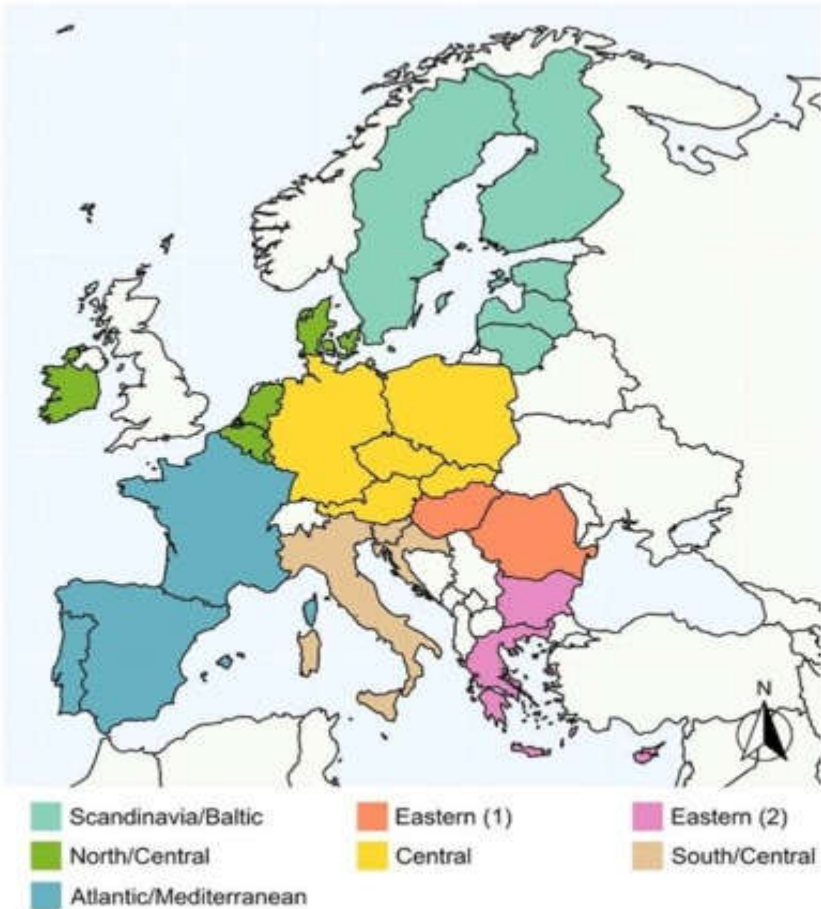 N
Scandinavia/Baltic
Eastern (1)
Eastern (2)
North/Central
Central
South/Central
Atlantic/Mediterranean